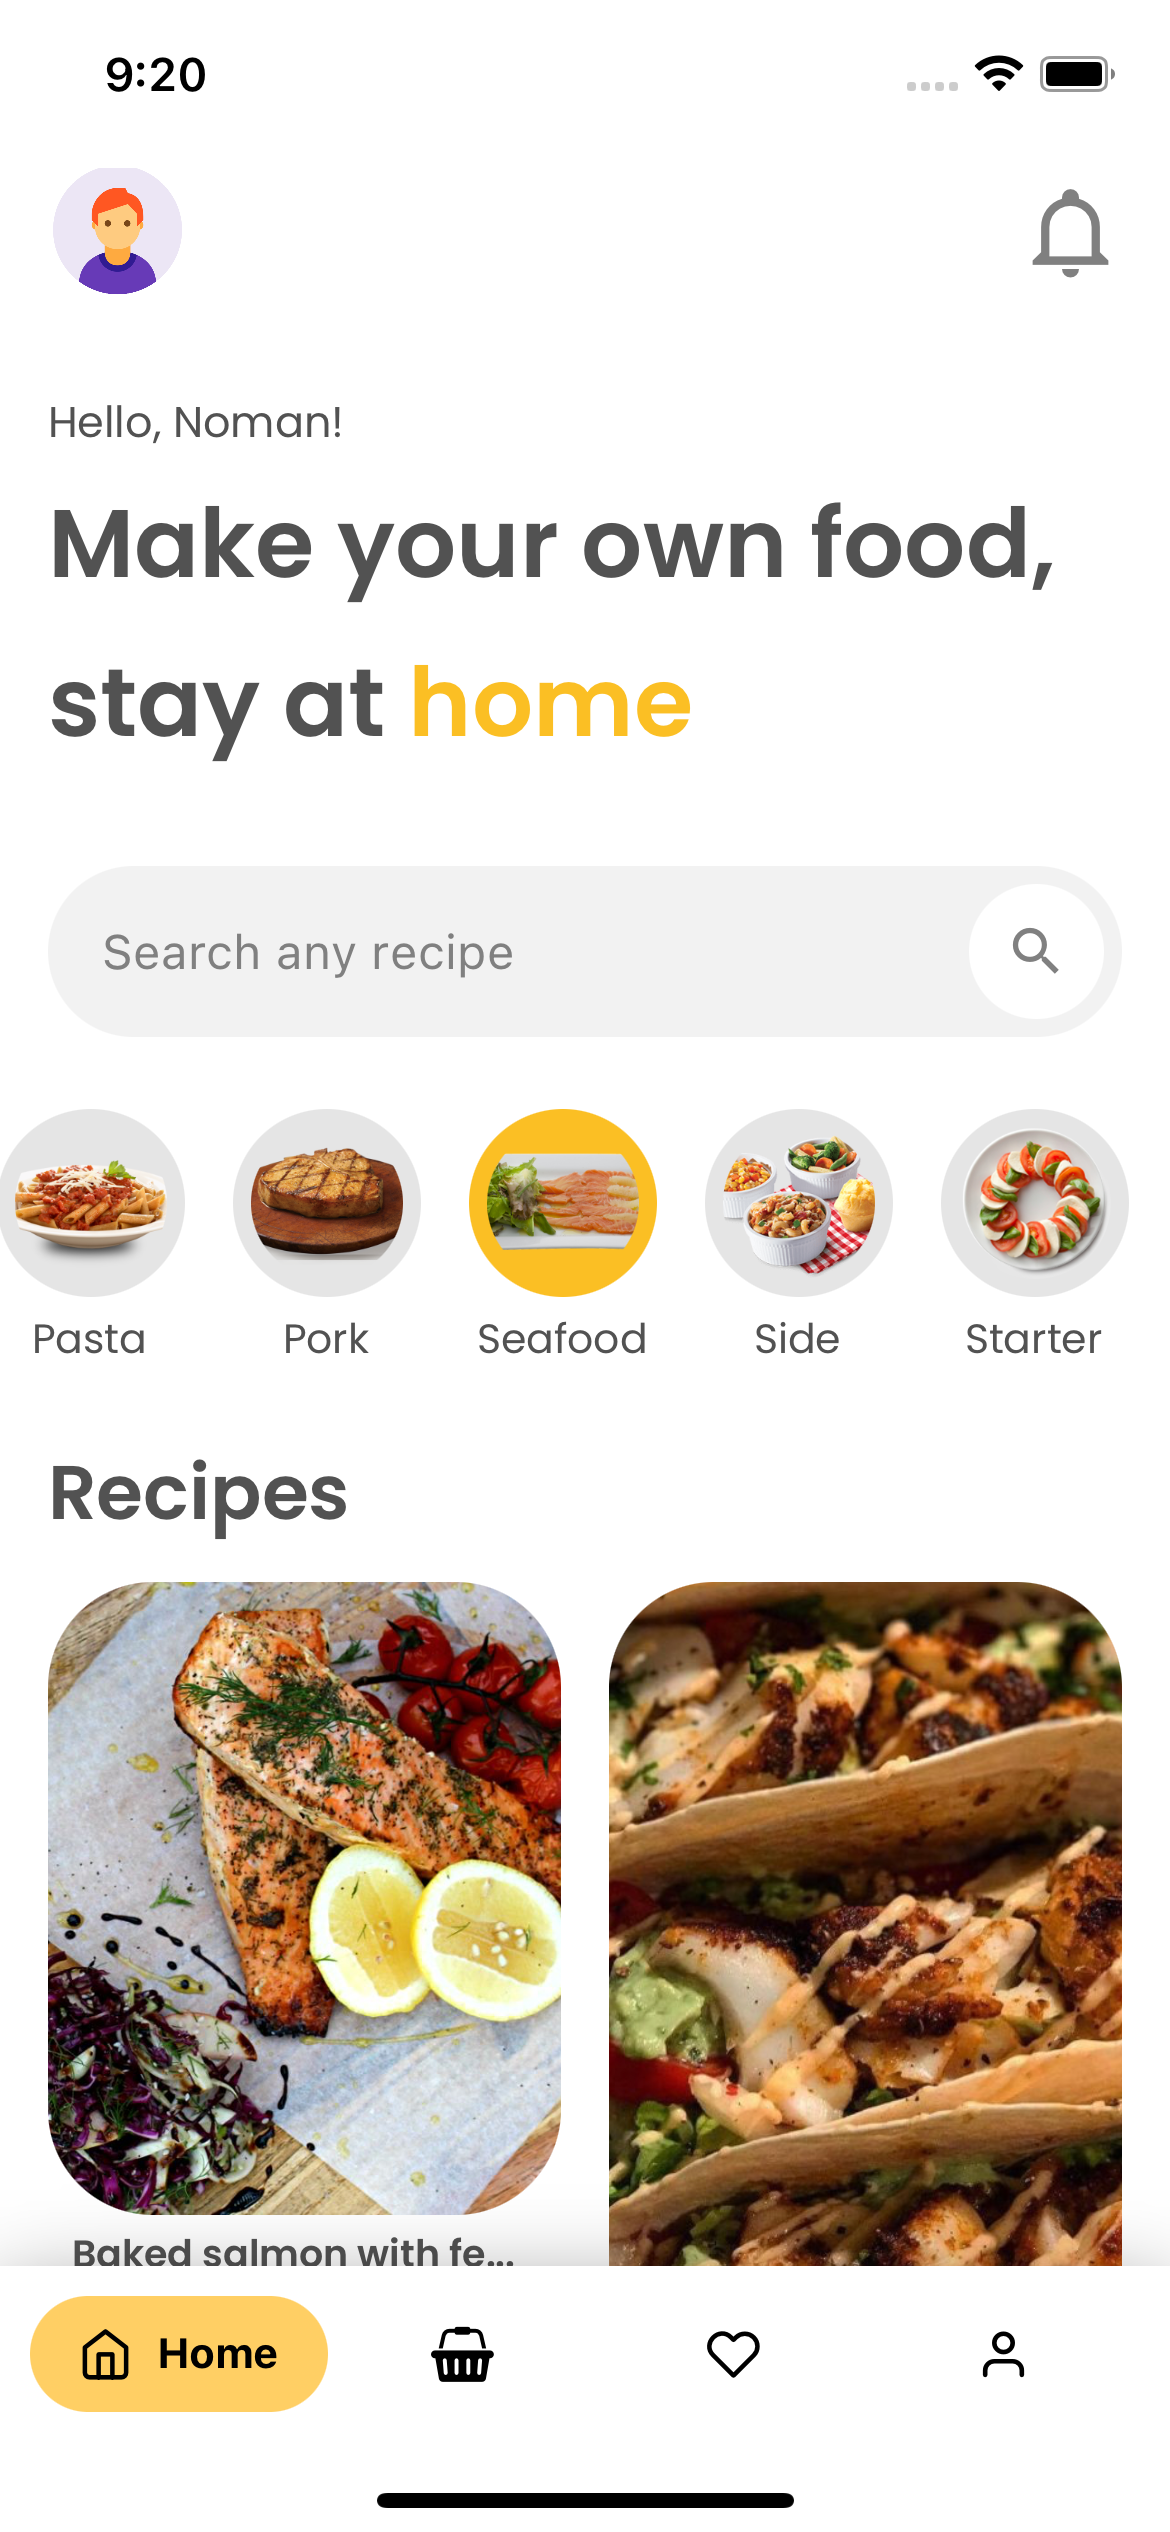 9:20
Hello, Noman!
Make your own food,
stay at home
Search any recipe
Pasta
Pork
Seafood
Side
Starter
Recipes
Baked salmon with fe...
Home